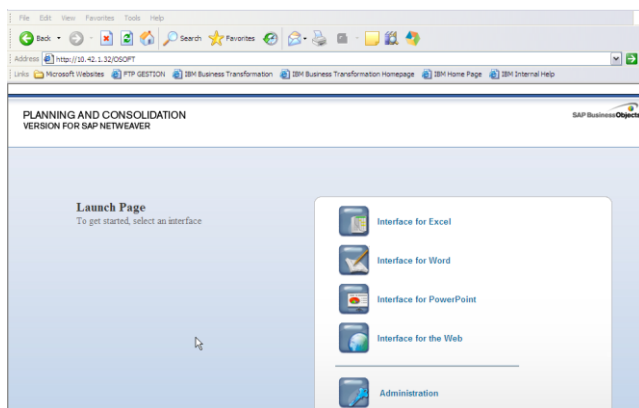 File Edit View Favorites Tools Help
Back Search Favorites
Address http://10.42.1.32/OSOFT
Links Microsoft Websites FTP GESTION IBM Business Transformation IBM Business Transformation Homepage IBM Home Page IBM Internal Help
PLANNING AND CONSOLIDATION
VERSION FOR SAP NETWEAVER
SAP BusinessObjects
Launch Page
To get started, select an interface
Interface for Excel
Interface for Word
Interface for PowerPoint
Interface for the Web
Administration